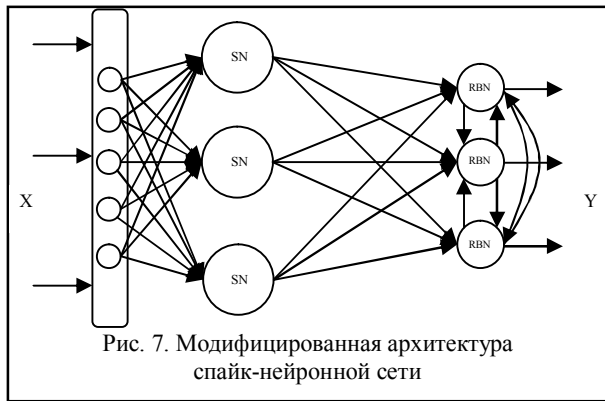 SN
RBN
SN
RBN
X
Y
SN
RBN
Рис. 7. Модифицированная архитектура
спайк-нейронной сети